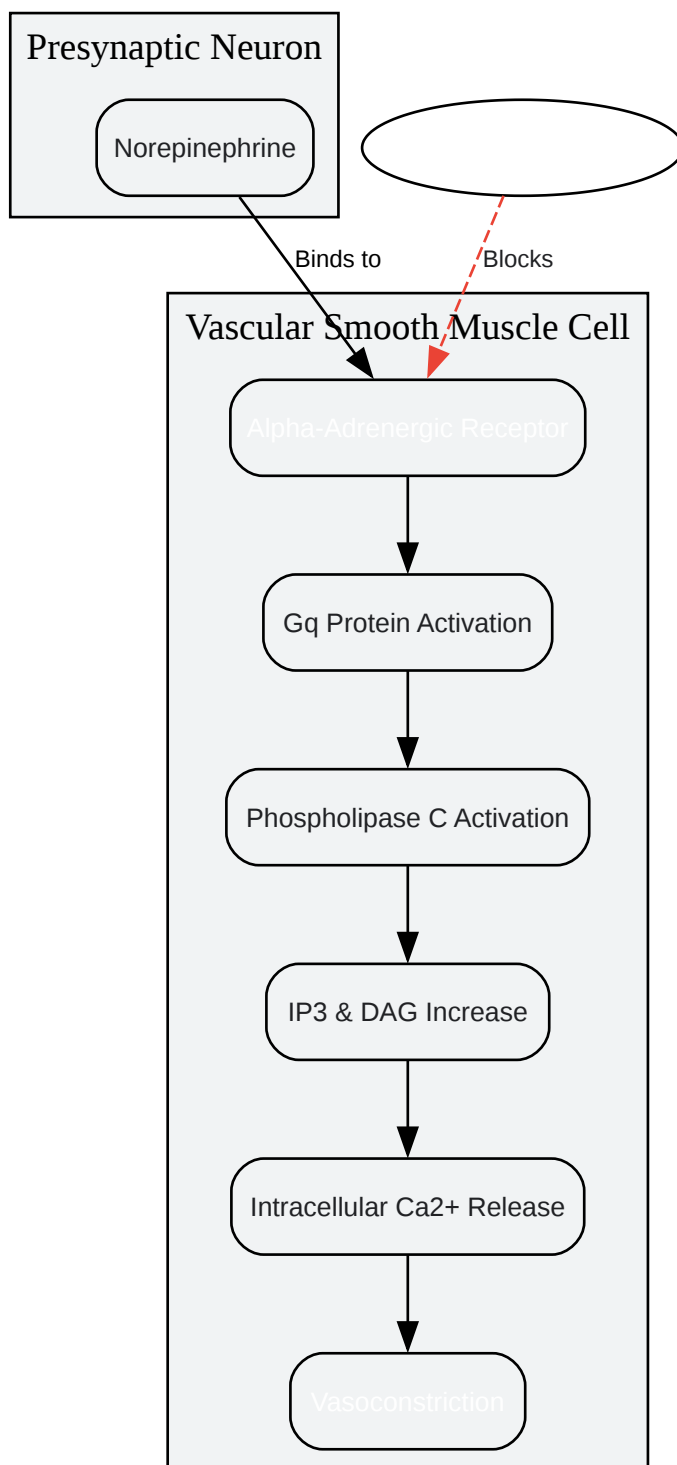 Presynaptic Neuron
Norepinephrine
Binds to
Blocks
Vascular Smooth Muscle Cell
Alpha-Adrenergic Receptor
Gq Protein Activation
Phospholipase C Activation
IP3 & DAG Increase
Intracellular Ca2+ Release
Vasoconstriction